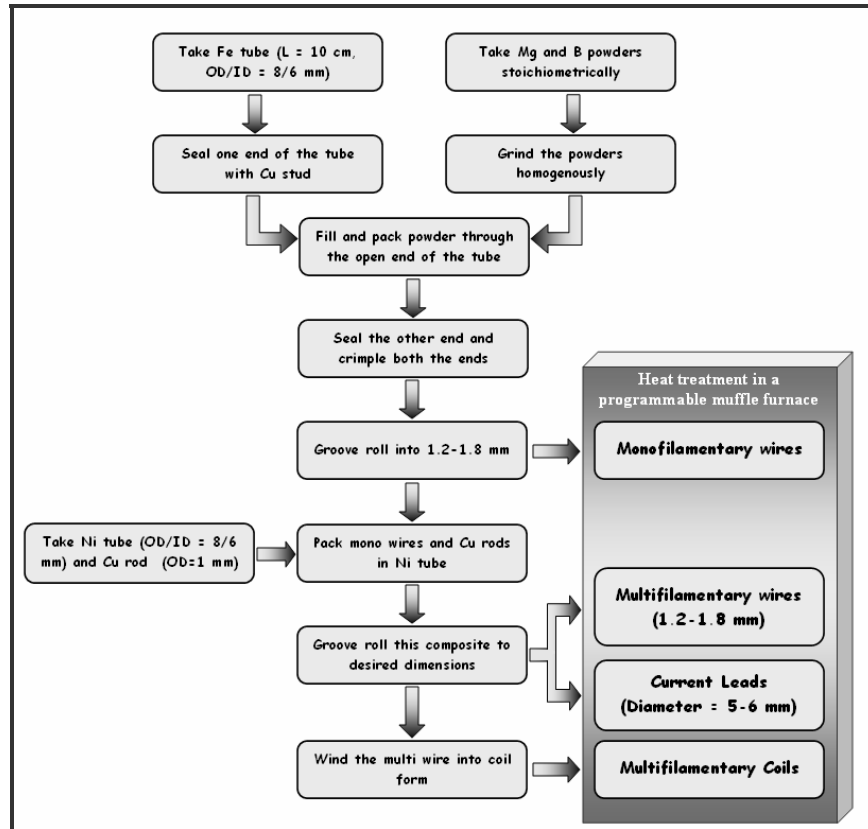 Take Fe tube (L = 10 cm,
OD/ID = 8/6 mm)
Take Mg and B powders
stoichiometrically
Seal one end of the tube
with Cu stud
Grind the powders
homogenously
Fill and pack powder through
the open end of the tube
Seal the other end and
crimple both the ends
Heat treatment in a
programmable muffle furnace
Groove roll into 1.2-1.8 mm
Monofilamentary wires
Take Ni tube (OD/ID = 8/6
mm) and Cu rod (OD=1 mm)
Pack mono wires and Cu rods
in Ni tube
Multifilamentary wires
(1.2-1.8 mm)
Groove roll this composite to
desired dimensions
Current Leads
(Diameter = 5-6 mm)
Wind the multi wire into coil
form
Multifilamentary Coils